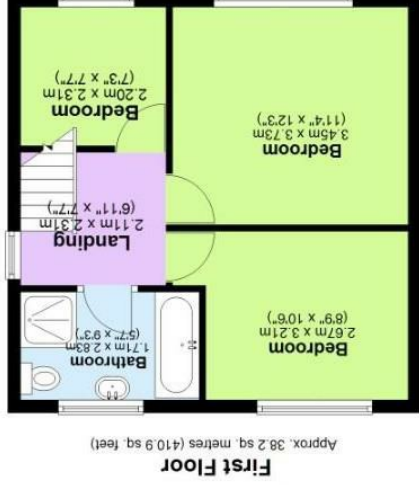 First Floor
Approx. 38.2 sq. metres (410.9 sq. feet)
Bedroom
2.67m x 3.21m
(8'9" x 10'6")
Bathroom
1.71m x 2.83m
(5'7" x 9'3")
Landing
2.11m x 2.31m
(6'11" x 7'7")
Bedroom
3.45m x 3.73m
(11'4" x 12'3")
Bedroom
2.20m x 2.31m
(7'3" x 7'7")